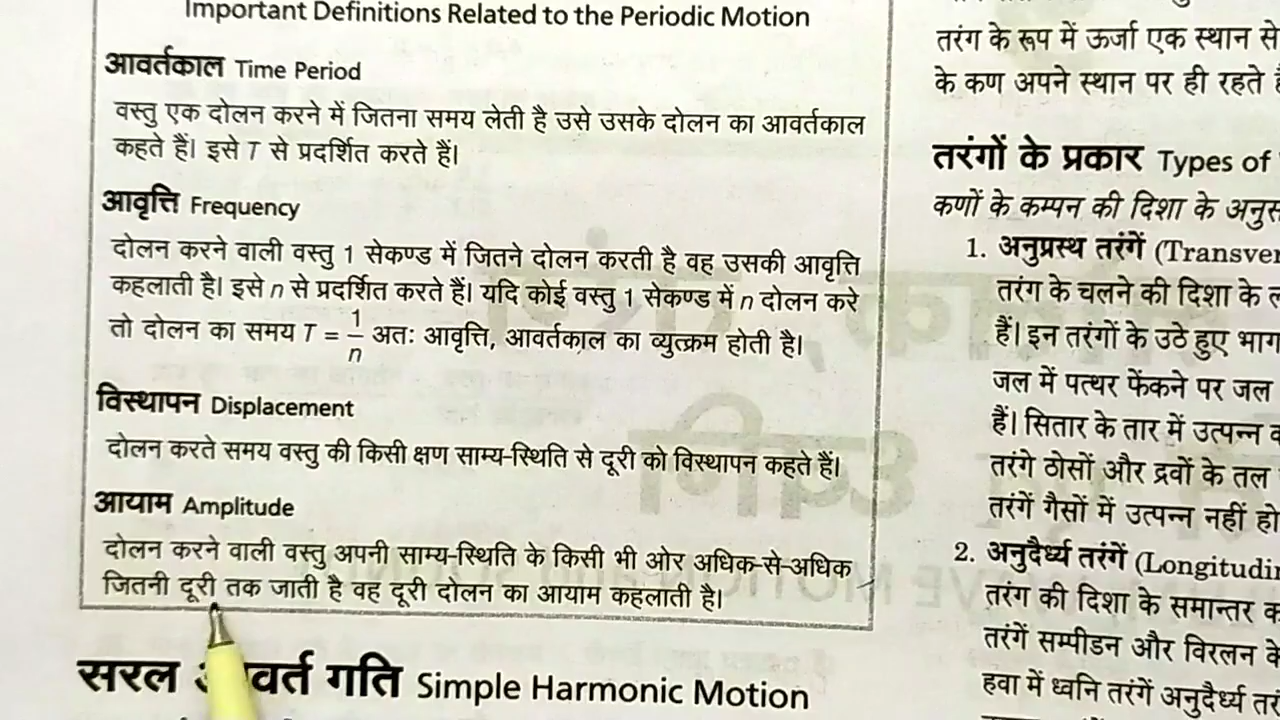 Important Definitions Related to the Periodic Motion
आवर्तकाल Time Period
वस्तु एक दोलन करने में जितना समय लेती है उसे उसके दोलन का आवर्तकाल
कहते हैं। इसे T से प्रदर्शित करते हैं।
आवृत्ति Frequency
दोलन करने वाली वस्तु 1 सेकण्ड में जितने दोलन करती है वह उसकी आवृत्ति
कहलाती है। इसे n से प्रदर्शित करते हैं। यदि कोई वस्तु 1 सेकण्ड में n दोलन करे
तो दोलन का समय T = 1/n अतः आवृत्ति, आवर्तकाल का व्युत्क्रम होती है।
विस्थापन Displacement
दोलन करते समय वस्तु की किसी क्षण साम्य-स्थिति से दूरी को विस्थापन कहते हैं।
आयाम Amplitude
दोलन करने वाली वस्तु अपनी साम्य-स्थिति के किसी भी ओर अधिक-से-अधिक
जितनी दूरी तक जाती है वह दूरी दोलन का आयाम कहलाती है।
सरल आवर्त गति Simple Harmonic Motion
तरंग के रूप में ऊर्जा एक स्थान से
के कण अपने स्थान पर ही रहते
तरंगों के प्रकार Types of
कणों के कम्पन की दिशा के
1. अनुप्रस्थ तरंगें
तरंग के चलने की दिशा के
हैं। इन तरंगों के उठे हुए भाग
जल में पत्थर फेंकने पर जल
हैं। सितार के तार में उत्पन्न
तरंगे ठोसों और द्रवों के तल
तरंगें गैसों में उत्पन्न नहीं
2. अनुदैर्ध्य तरंगें
तरंग की दिशा के समान्तर
तरंगें सम्पीडन और विरलन के
हवा में ध्वनि तरंगें अनुदैर्ध्य